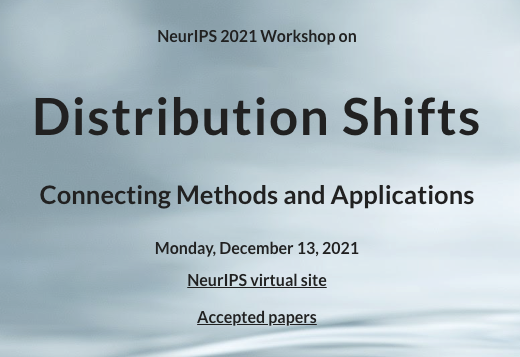 NeurIPS 2021 Workshop on
Distribution Shifts
Connecting Methods and Applications
Monday, December 13, 2021
NeurIPS virtual site
Accepted papers